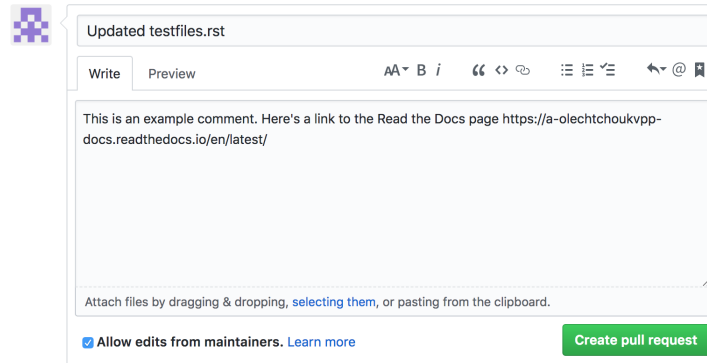 Updated testfiles.rst
Write Preview AA B i “ <> @
This is an example comment. Here's a link to the Read the Docs page https://a-olechtchoukvpp-
docs.readthedocs.io/en/latest/
Attach files by dragging & dropping, selecting them, or pasting from the clipboard.
Allow edits from maintainers. Learn more
Create pull request